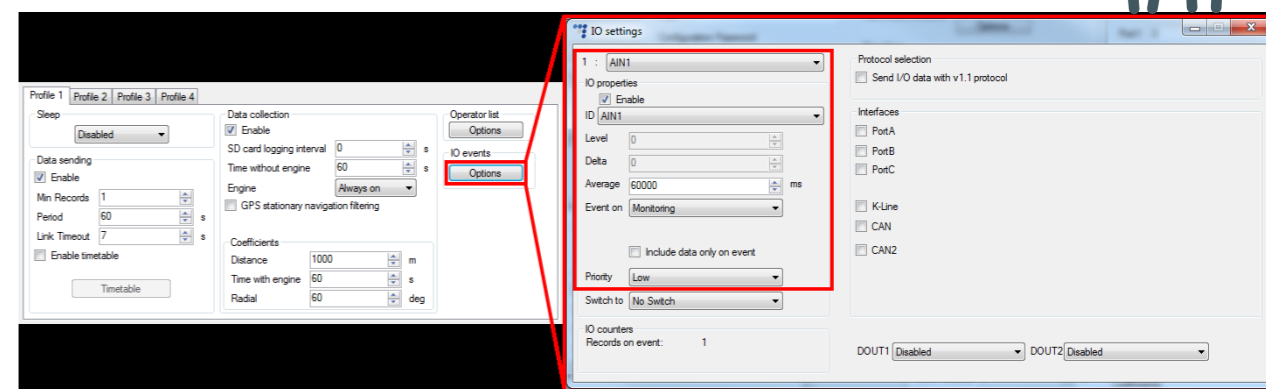 Profile 1 Profile 2 Profile 3 Profile 4
Sleep
Disabled
Data sending
Enable
Min Records 1
Period 60 s
Link Timeout 7 s
Enable timetable
Timetable
Data collection
Enable
SD card logging interval 0 s
Time without engine 60 s
Engine Always on
GPS stationary navigation filtering
Coefficients
Distance 1000 m
Time with engine 60 s
Radial 60 deg
Operator list
Options
IO events
Options
IO settings
1 : AIN1
IO properties
Enable
ID AIN1
Level 0
Delta 0
Average 60000 ms
Event on Monitoring
Include data only on event
Priority Low
Switch to No Switch
IO counters
Records on event: 1
Protocol selection
Send I/O data with v1.1 protocol
Interfaces
PortA
PortB
PortC
K-Line
CAN
CAN2
DOUT1 Disabled DOUT2 Disabled